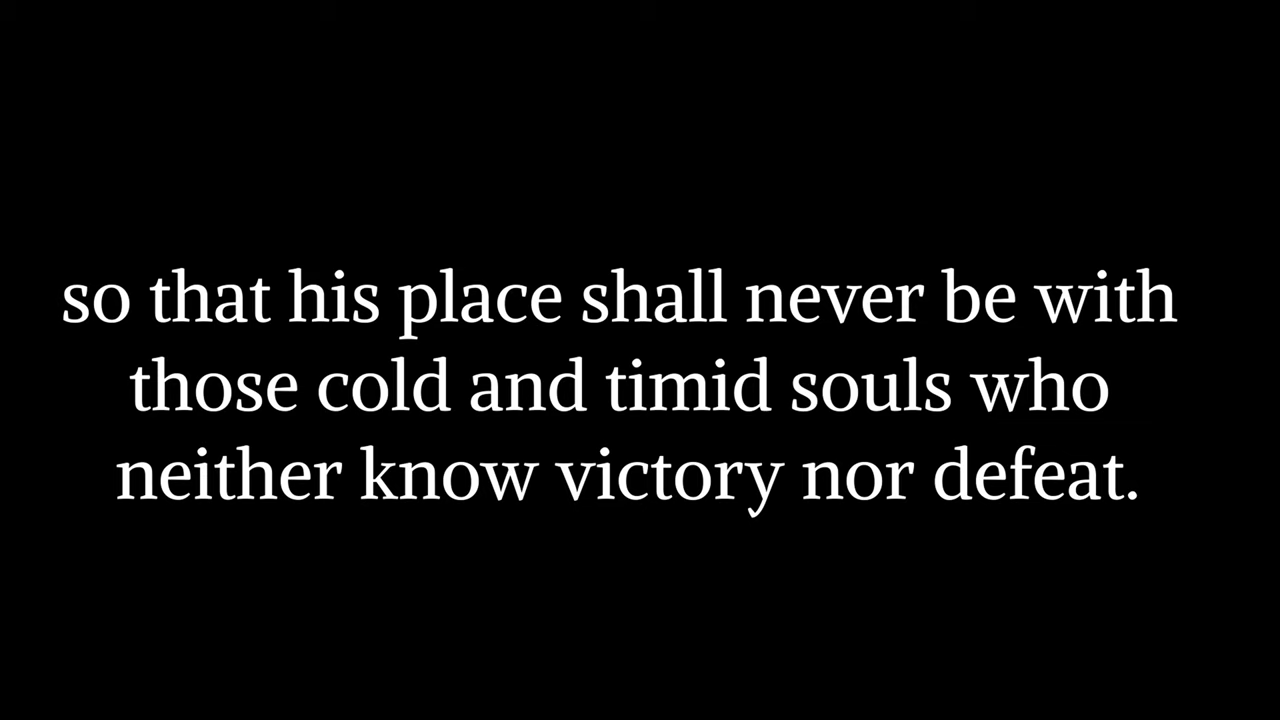 so that his place shall never be with
those cold and timid souls who
neither know victory nor defeat.